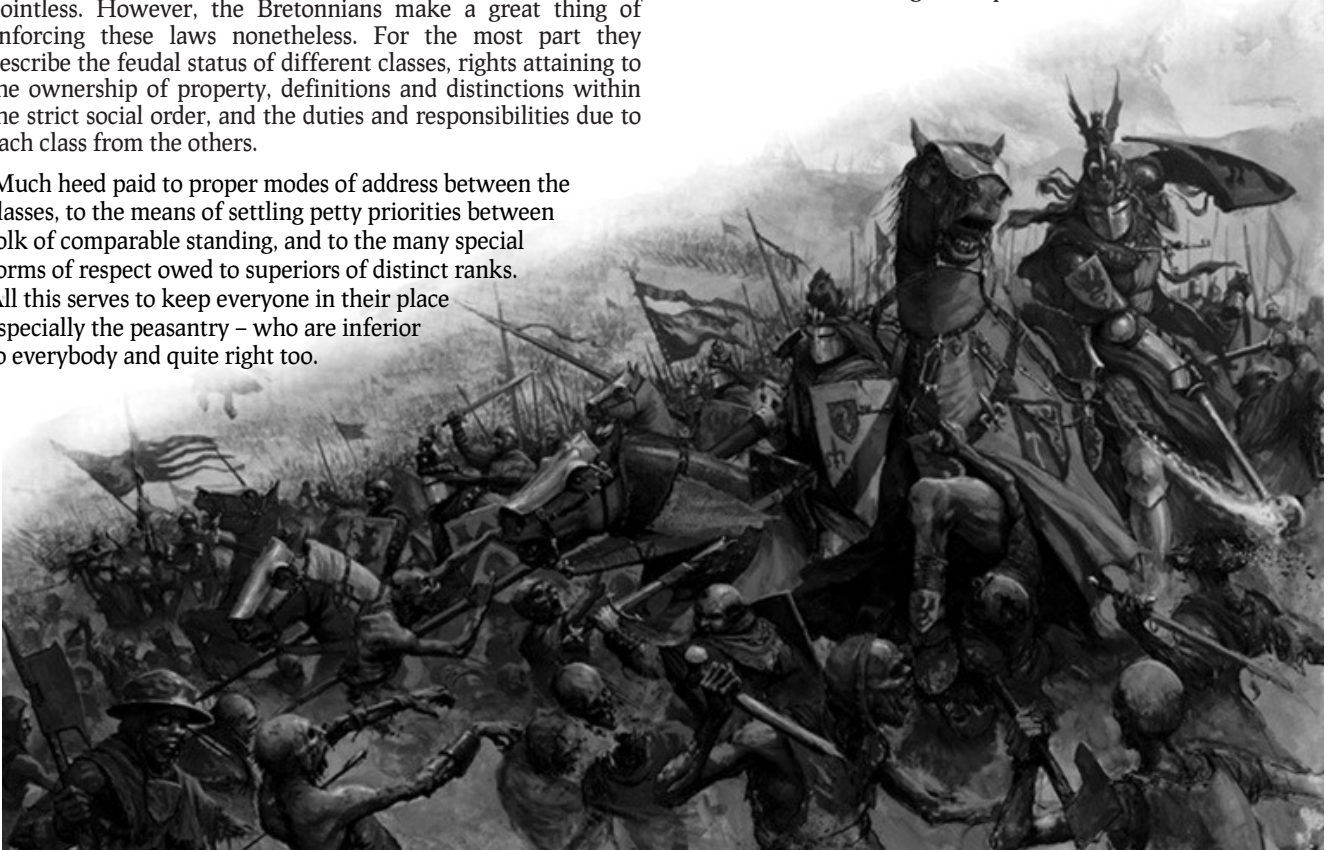 ointless. However, the Bretonnians make a great thing of
nforcing these laws nonetheless. For the most part they
escribe the feudal status of different classes, rights attaining to
he ownership of property, definitions and distinctions within
he strict social order, and the duties and responsibilities due to
ach class from the others.
Much heed paid to proper modes of address between the
lasses, to the means of settling petty priorities between
olk of comparable standing, and to the many special
orms of respect owed to superiors of distinct ranks.
All this serves to keep everyone in their place
specially the peasantry – who are inferior
o everybody and quite right too.